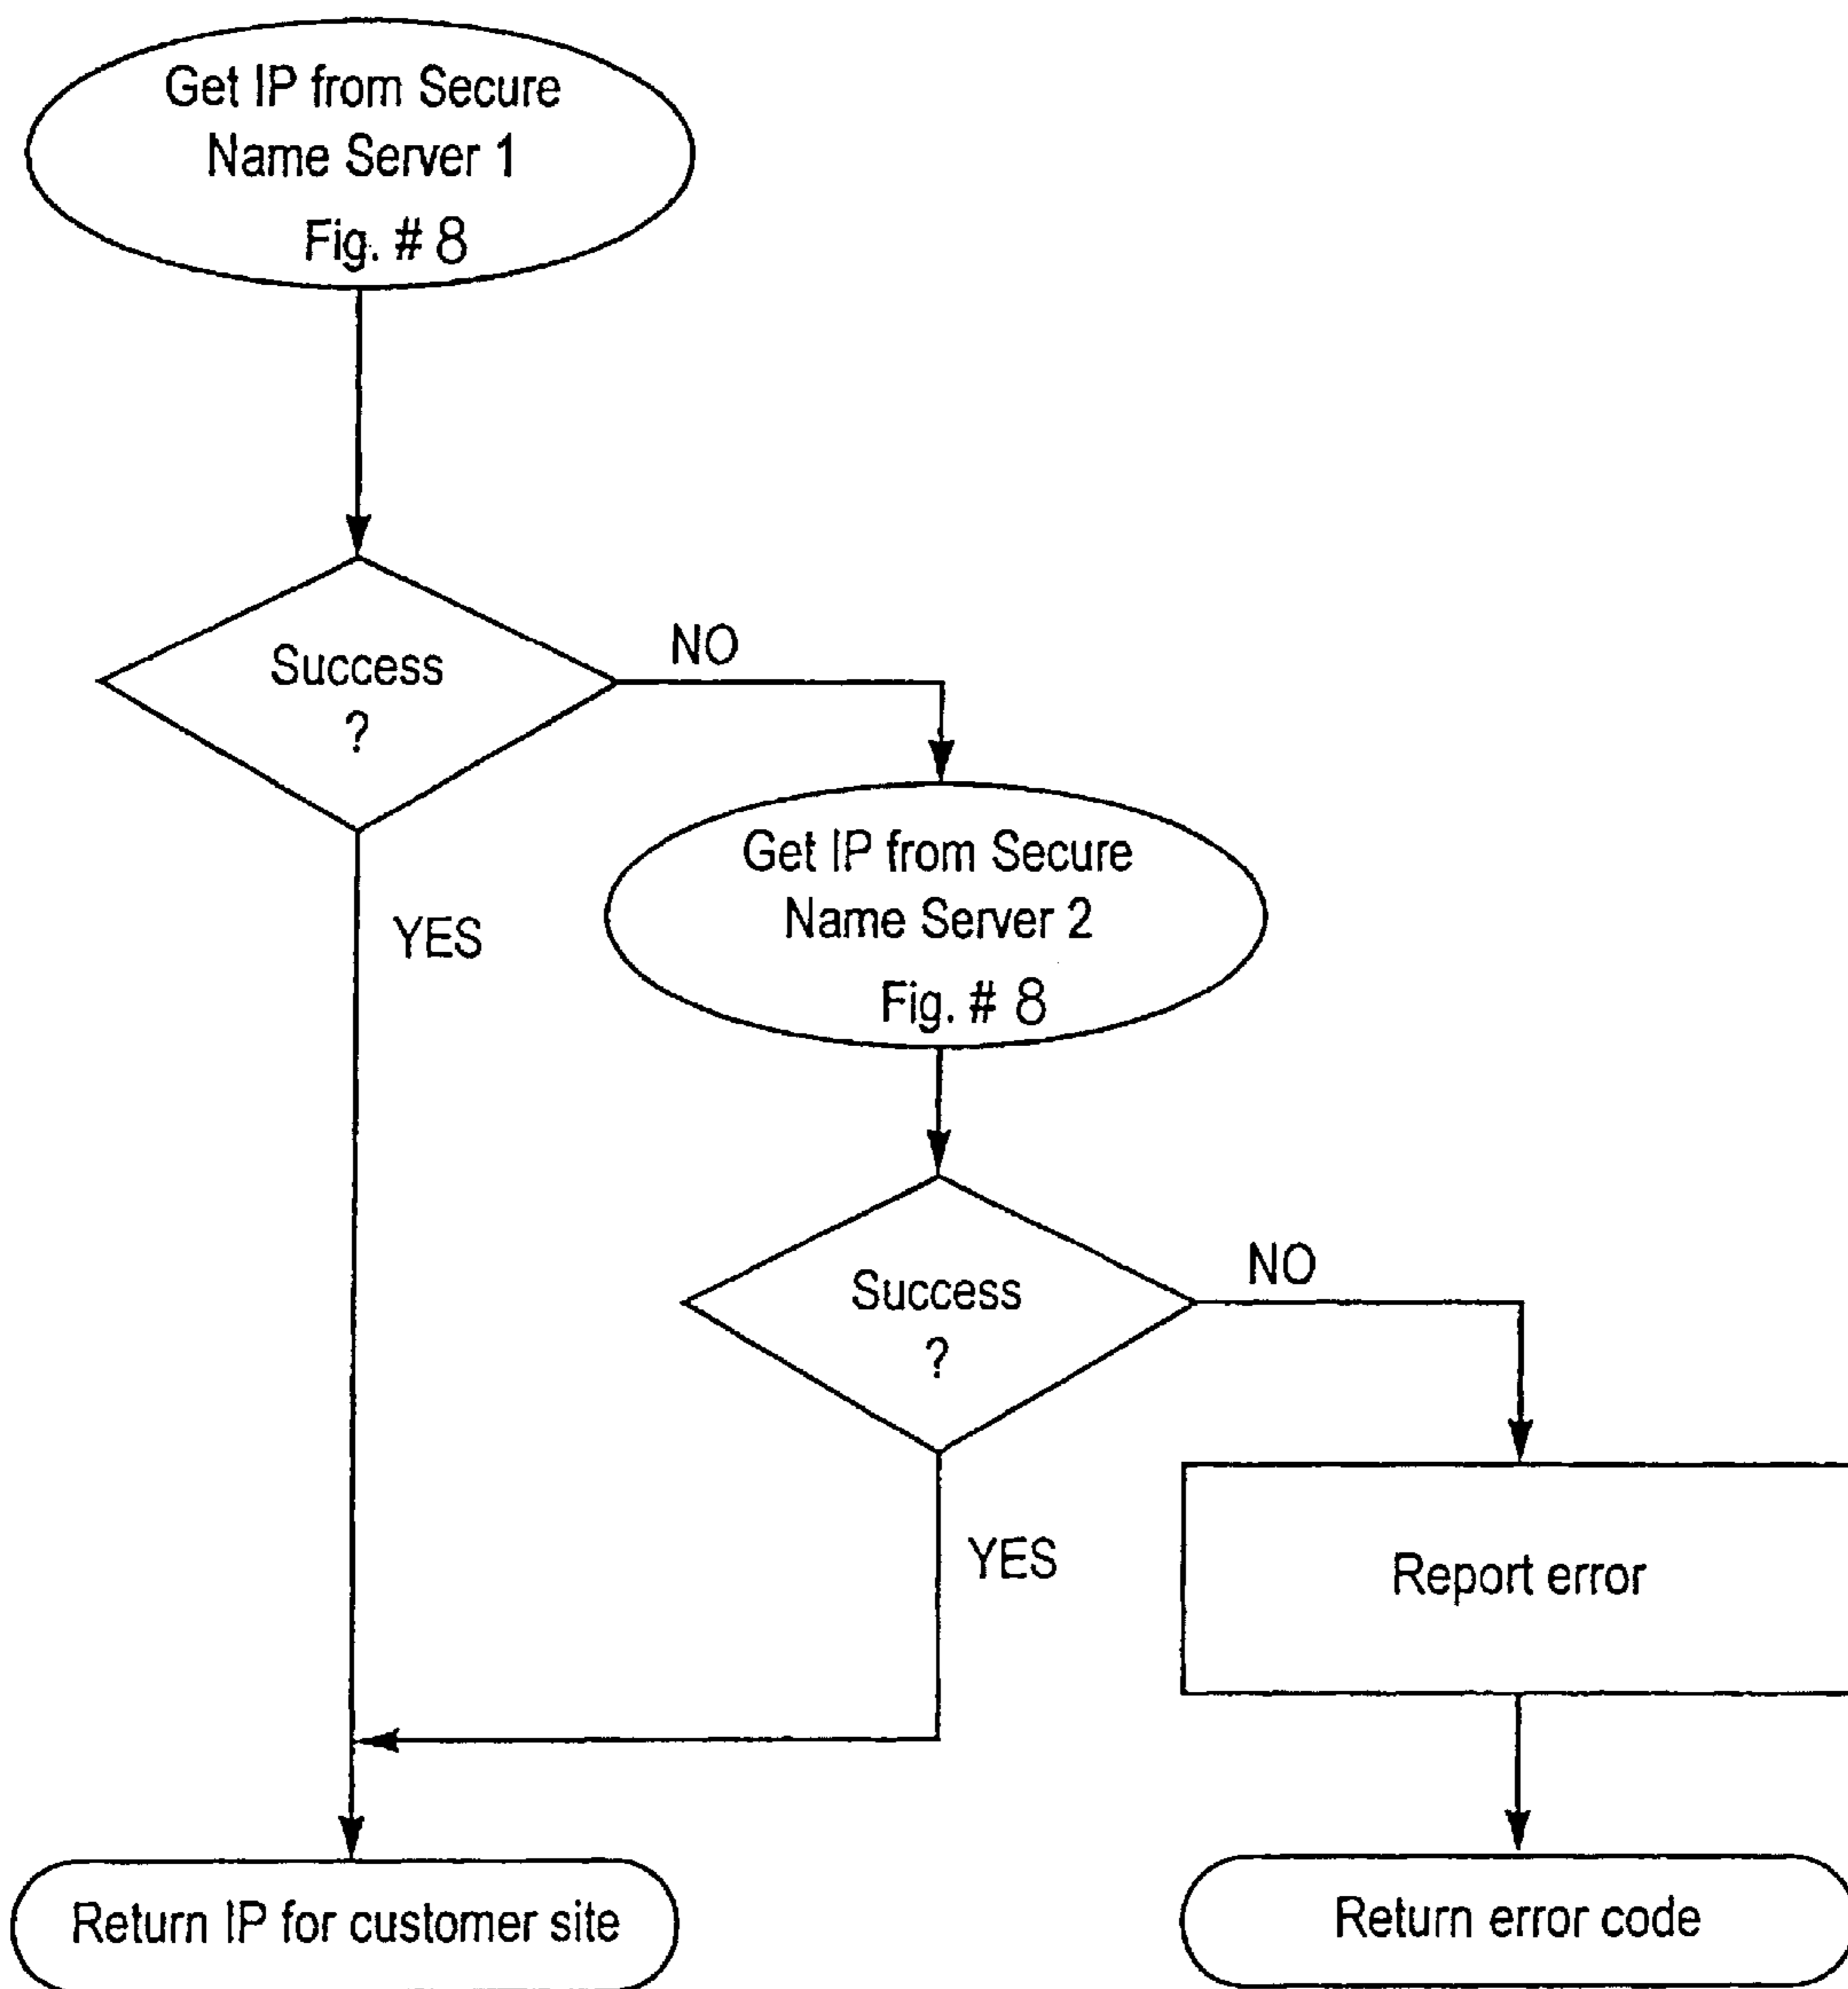 Get IP from Secure
Name Server 1
Fig. # 8
Success
?
NO
YES
Get IP from Secure
Name Server 2
Fig. # 8
Success
?
NO
YES
Report error
Return IP for customer site
Return error code